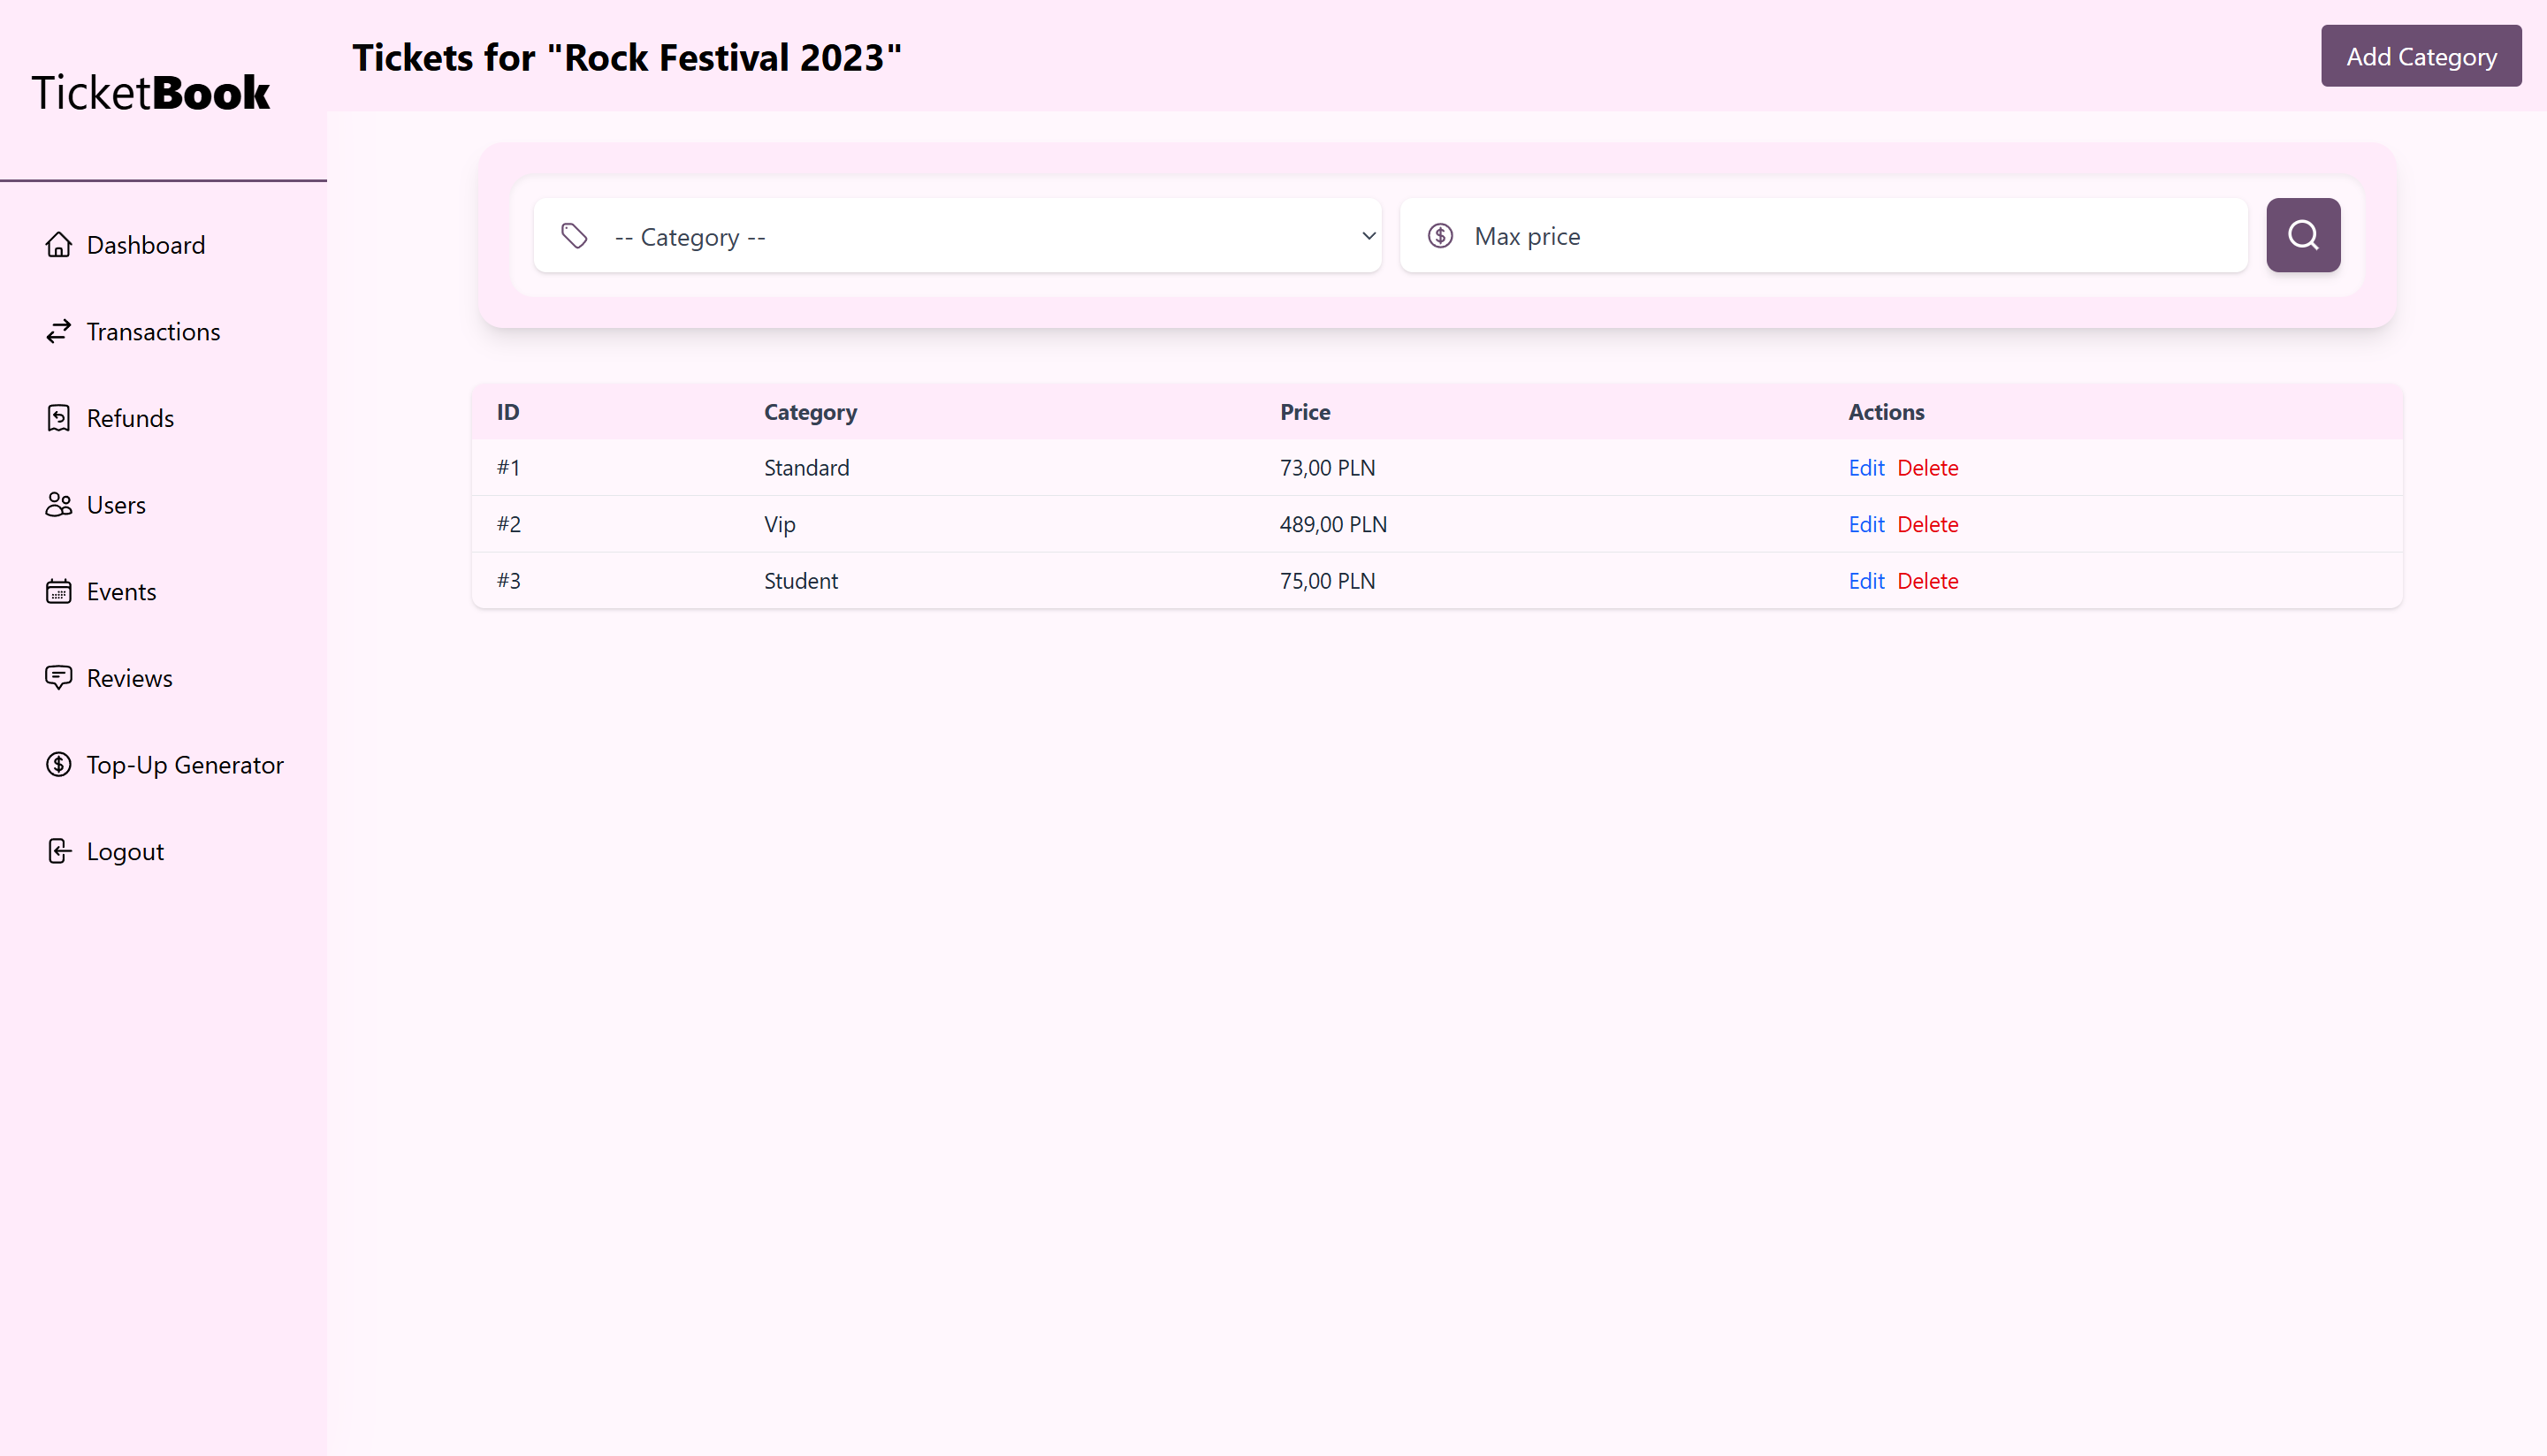 TicketBook
Dashboard
Transactions
Refunds
Users
Events
Reviews
Top-Up Generator
Logout
Tickets for "Rock Festival 2023"
Add Category
-- Category --
Max price
ID Category Price Actions
#1 Standard 73,00 PLN Edit Delete
#2 Vip 489,00 PLN Edit Delete
#3 Student 75,00 PLN Edit Delete